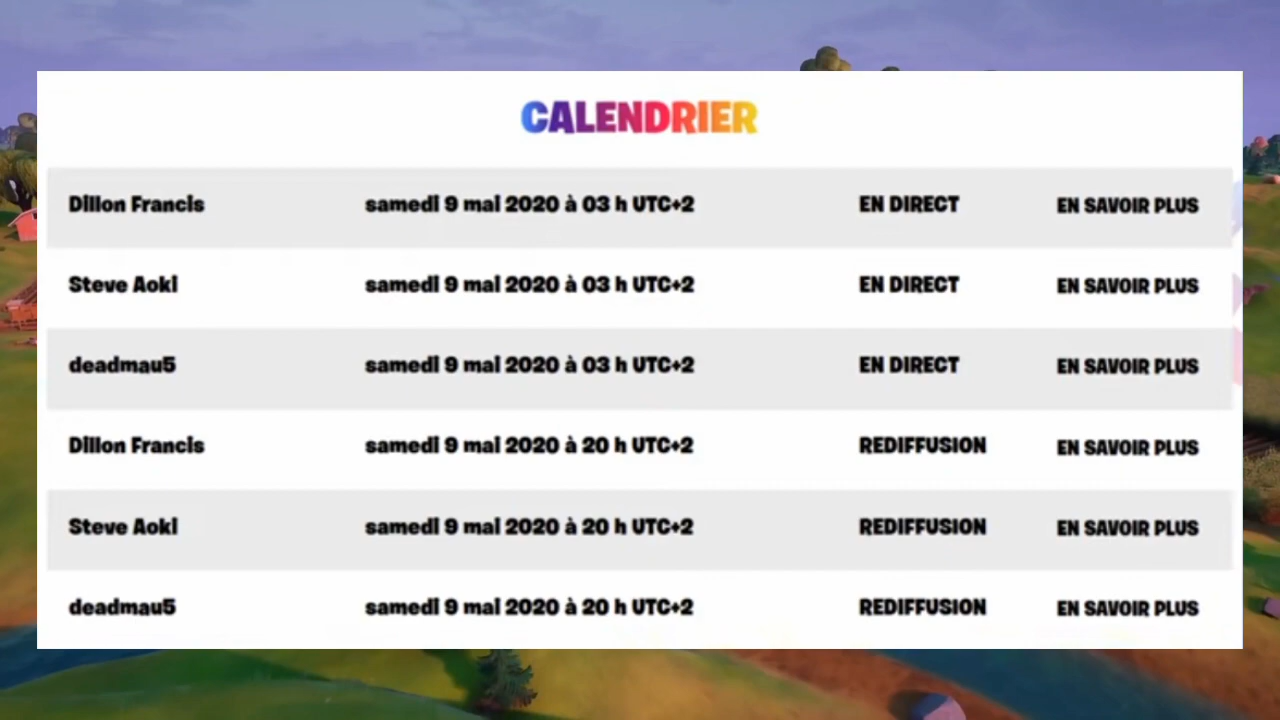 CALENDRIER
Dillon Francis samedi 9 mai 2020 à 03 h UTC+2 EN DIRECT EN SAVOIR PLUS
Steve Aoki samedi 9 mai 2020 à 03 h UTC+2 EN DIRECT EN SAVOIR PLUS
deadmau5 samedi 9 mai 2020 à 03 h UTC+2 EN DIRECT EN SAVOIR PLUS
Dillon Francis samedi 9 mai 2020 à 20 h UTC+2 REDIFFUSION EN SAVOIR PLUS
Steve Aoki samedi 9 mai 2020 à 20 h UTC+2 REDIFFUSION EN SAVOIR PLUS
deadmau5 samedi 9 mai 2020 à 20 h UTC+2 REDIFFUSION EN SAVOIR PLUS